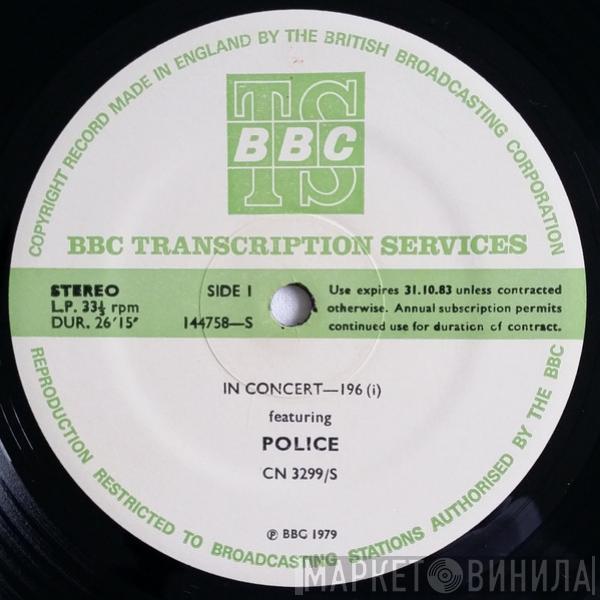 COPYRIGHT RECORD MADE IN ENGLAND BY THE BRITISH BROADCASTING CORPORATION
TS
BBC
BBC TRANSCRIPTION SERVICES
STEREO
L.P. 33⅓ rpm
DUR. 26'15"
SIDE 1
144758—S
Use expires 31.10.83 unless contracted
otherwise. Annual subscription permits
continued use for duration of contract.
IN CONCERT—196 (i)
featuring
POLICE
CN 3299/S
℗ BBC 1979
REPRODUCTION RESTRICTED TO BROADCASTING STATIONS AUTHORISED BY THE BBC
МАРКЕТ ВИНИЛА